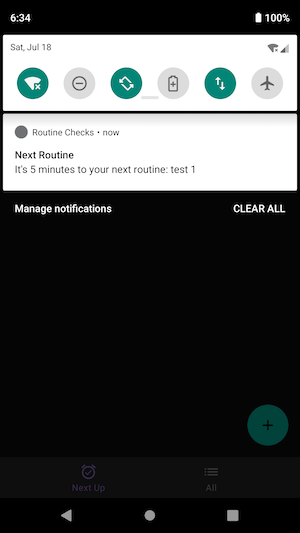 6:34
100%
Sat, Jul 18
Routine Checks • now
Next Routine
It's 5 minutes to your next routine: test 1
Manage notifications
CLEAR ALL
Next Up
All